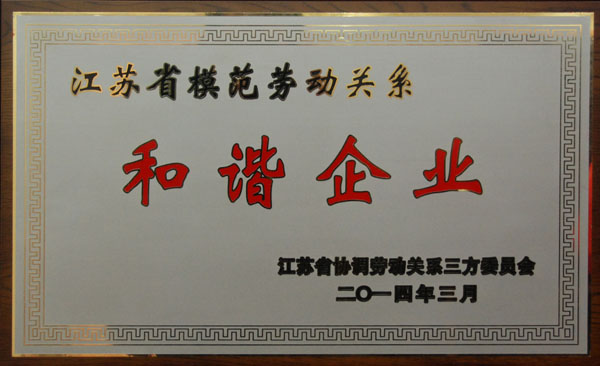 江苏省模范劳动关系
和谐企业
江苏省协调劳动关系三方委员会
二〇一四年三月